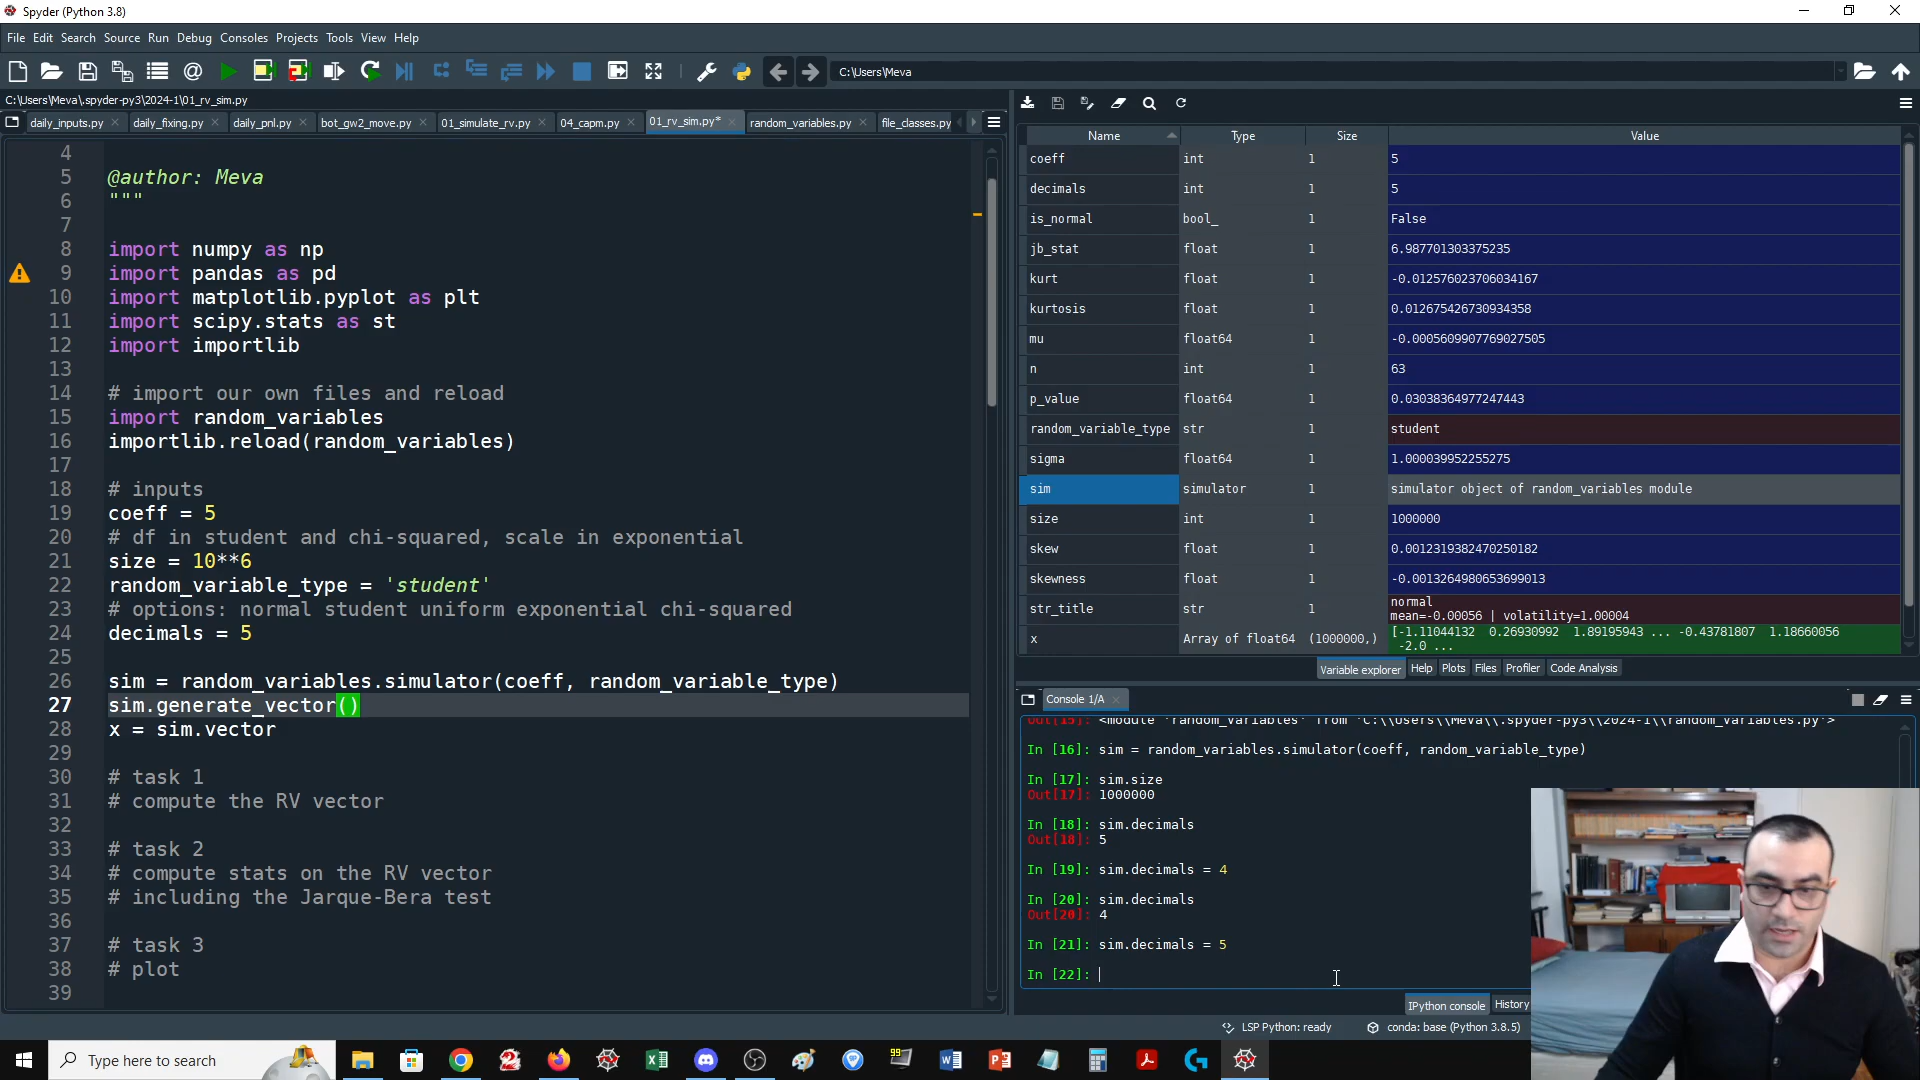 Spyder (Python 3.8)
File Edit Search Source Run Debug Consoles Projects Tools View Help
C:\Users\Meva
C:\Users\Meva\.spyder-py3\2024-1\01_rv_sim.py
daily_inputs.py daily_fixing.py daily_pnl.py bot_gw2_move.py 01_simulate_rv.py 04_capm.py 01_rv_sim.py* random_variables.py file_classes.py
4
5 @author: Meva
6 """
7
8 import numpy as np
9 import pandas as pd
10 import matplotlib.pyplot as plt
11 import scipy.stats as st
12 import importlib
13
14 # import our own files and reload
15 import random_variables
16 importlib.reload(random_variables)
17
18 # inputs
19 coeff = 5
20 # df in student and chi-squared, scale in exponential
21 size = 10**6
22 random_variable_type = 'student'
23 # options: normal student uniform exponential chi-squared
24 decimals = 5
25
26 sim = random_variables.simulator(coeff, random_variable_type)
27 sim.generate_vector()
28 x = sim.vector
29
30 # task 1
31 # compute the RV vector
32
33 # task 2
34 # compute stats on the RV vector
35 # including the Jarque-Bera test
36
37 # task 3
38 # plot
39
Name Type Size Value
coeff int 1 5
decimals int 1 5
is_normal bool_ 1 False
jb_stat float 1 6.987701303375235
kurt float 1 -0.012576023706034167
kurtosis float 1 0.012675426730934358
mu float64 1 -0.0005609907769027505
n int 1 63
p_value float64 1 0.03038364977247443
random_variable_type str 1 student
sigma float64 1 1.000039952255275
sim simulator 1 simulator object of random_variables module
size int 1 1000000
skew float 1 0.0012319382470250182
skewness float 1 -0.0013264980653699013
str_title str 1 normal
mean=-0.00056 | volatility=1.00004
x Array of float64 (1000000,) [-1.11044132 0.26930992 1.89195943 ... -0.43781807 1.18660056
-2.0 ...
Variable explorer Help Plots Files Profiler Code Analysis
Console 1/A
Out[15]: <module 'random_variables' from 'C:\\Users\\Meva\\.spyder-py3\\2024-1\\random_variables.py'>
In [16]: sim = random_variables.simulator(coeff, random_variable_type)
In [17]: sim.size
Out[17]: 1000000
In [18]: sim.decimals
Out[18]: 5
In [19]: sim.decimals = 4
In [20]: sim.decimals
Out[20]: 4
In [21]: sim.decimals = 5
In [22]:
IPython console History
LSP Python: ready conda: base (Python 3.8.5)
Type here to search
99